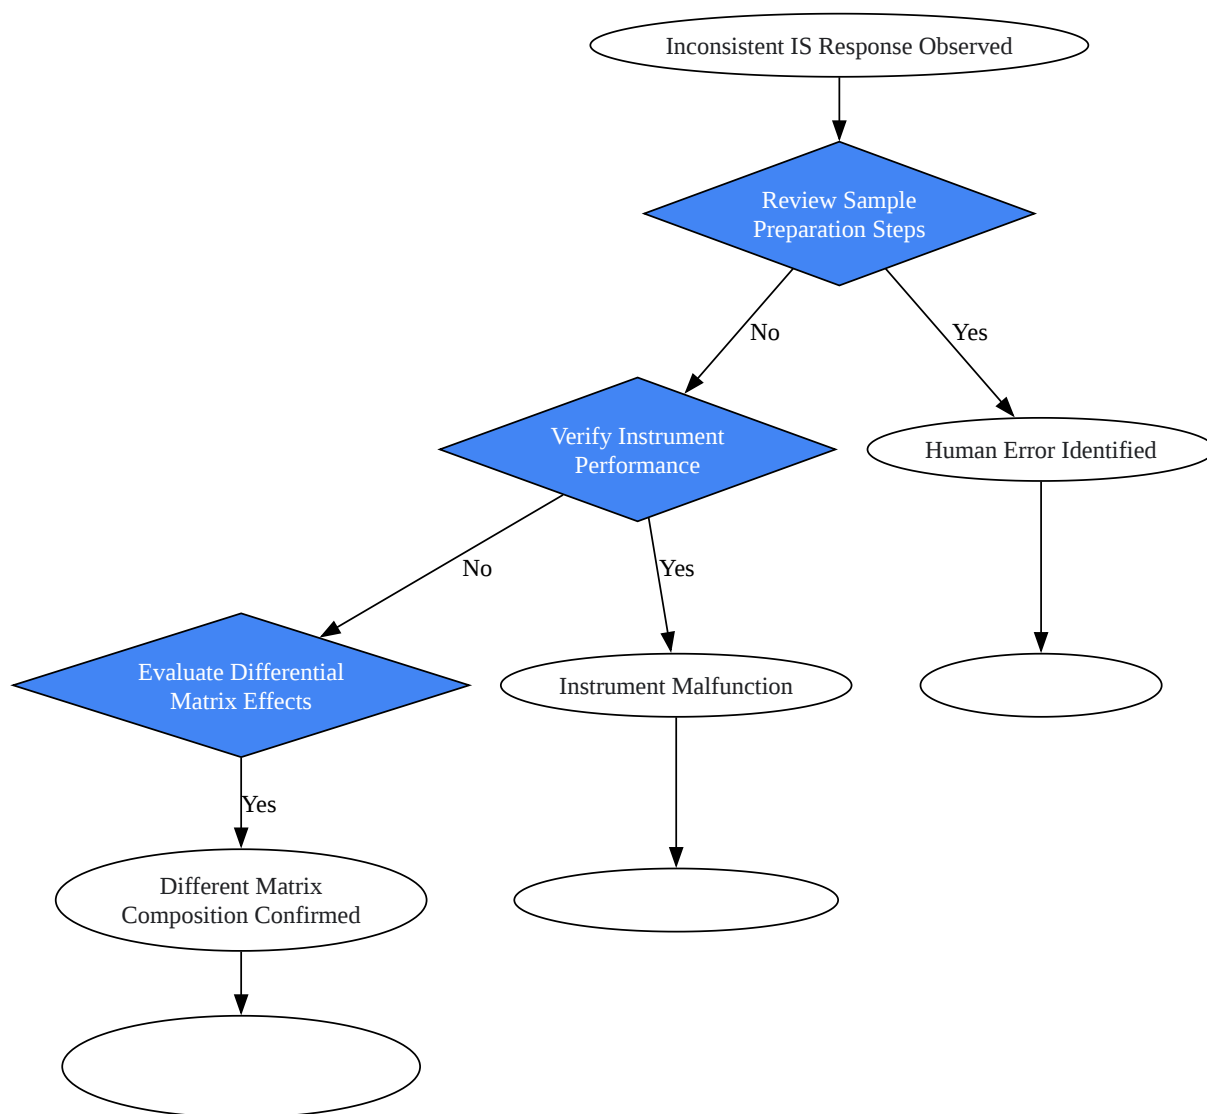 Inconsistent IS Response Observed
Review Sample
Preparation Steps
No
Yes
Verify Instrument
Performance
Human Error Identified
No
Yes
Evaluate Differential
Matrix Effects
Instrument Malfunction
Yes
Different Matrix
Composition Confirmed